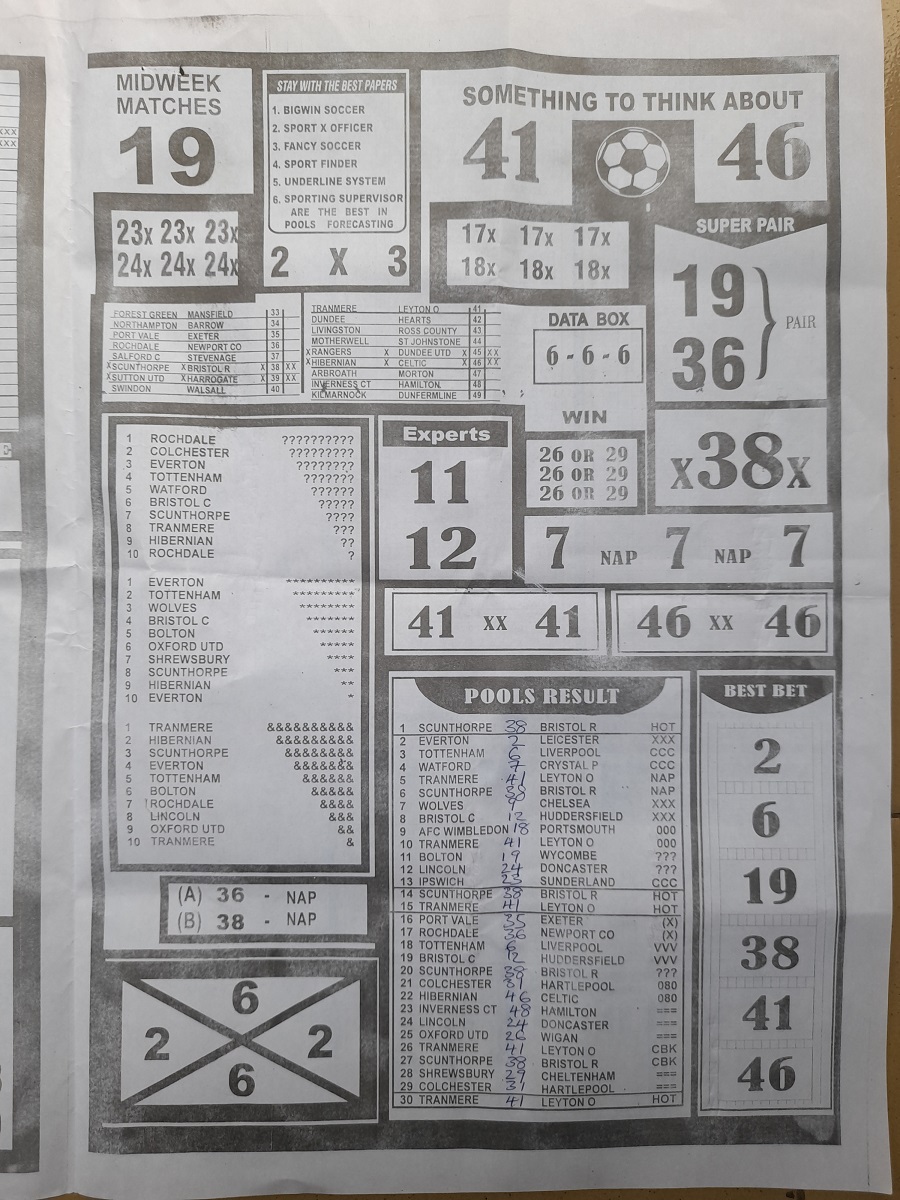 MIDWEEK
MATCHES
19
STAY WITH THE BEST PAPERS
1. BIGWIN SOCCER
2. SPORT X OFFICER
3. FANCY SOCCER
4. SPORT FINDER
5. UNDERLINE SYSTEM
6. SPORTING SUPERVISOR
ARE THE BEST IN
POOLS FORECASTING
2 X 3
SOMETHING TO THINK ABOUT
41 46
23x 23x 23x
24x 24x 24x
17x 17x 17x
18x 18x 18x
SUPER PAIR
19
36
PAIR
FOREST GREEN MANSFIELD 33
NORTHAMPTON BARROW 34
PORT VALE EXETER 35
ROCHDALE NEWPORT CO 36
SALFORD C STEVENAGE 37
X SCUNTHORPE X BRISTOL R X 38 XX
X SUTTON UTD X HARROGATE X 39 XX
SWINDON WALSALL 40
TRANMERE LEYTON O 41
DUNDEE HEARTS 42
LIVINGSTON ROSS COUNTY 43
MOTHERWELL ST JOHNSTONE 44
X RANGERS X DUNDEE UTD X 45 XX
X HIBERNIAN X CELTIC X 46 XX
ARBROATH MORTON 47
INVERNESS CT HAMILTON 48
KILMARNOCK DUNFERMLINE 49
DATA BOX
6 - 6 - 6
WIN
26 OR 29
26 OR 29
26 OR 29
X38X
1 ROCHDALE ??????????
2 COLCHESTER ?????????
3 EVERTON ????????
4 TOTTENHAM ???????
5 WATFORD ??????
6 BRISTOL C ?????
7 SCUNTHORPE ????
8 TRANMERE ???
9 HIBERNIAN ??
10 ROCHDALE ?
1 EVERTON **********
2 TOTTENHAM *********
3 WOLVES ********
4 BRISTOL C *******
5 BOLTON ******
6 OXFORD UTD *****
7 SHREWSBURY ****
8 SCUNTHORPE ***
9 HIBERNIAN **
10 EVERTON *
1 TRANMERE &&&&&&&&&&
2 HIBERNIAN &&&&&&&&&
3 SCUNTHORPE &&&&&&&&
4 EVERTON &&&&&&&
5 TOTTENHAM &&&&&&
6 BOLTON &&&&&
7 ROCHDALE &&&&
8 LINCOLN &&&
9 OXFORD UTD &&
10 TRANMERE &
Experts
11
12
7 NAP 7 NAP 7
41 XX 41
46 XX 46
POOLS RESULT
1 SCUNTHORPE 38 BRISTOL R HOT
2 EVERTON 2 LEICESTER XXX
3 TOTTENHAM 6 LIVERPOOL CCC
4 WATFORD 7 CRYSTAL P CCC
5 TRANMERE 41 LEYTON O NAP
6 SCUNTHORPE 38 BRISTOL R NAP
7 WOLVES 9 CHELSEA XXX
8 BRISTOL C 12 HUDDERSFIELD XXX
9 AFC WIMBLEDON 18 PORTSMOUTH 000
10 TRANMERE 41 LEYTON O 000
11 BOLTON 19 WYCOMBE ???
12 LINCOLN 24 DONCASTER ???
13 IPSWICH 23 SUNDERLAND CCC
14 SCUNTHORPE 38 BRISTOL R HOT
15 TRANMERE 41 LEYTON O HOT
16 PORT VALE 35 EXETER (X)
17 ROCHDALE 36 NEWPORT CO (X)
18 TOTTENHAM 6 LIVERPOOL VVV
19 BRISTOL C 12 HUDDERSFIELD VVV
20 SCUNTHORPE 38 BRISTOL R ???
21 COLCHESTER 31 HARTLEPOOL 080
22 HIBERNIAN 46 CELTIC 080
23 INVERNESS CT 48 HAMILTON ===
24 LINCOLN 24 DONCASTER ===
25 OXFORD UTD 26 WIGAN ===
26 TRANMERE 41 LEYTON O CBK
27 SCUNTHORPE 38 BRISTOL R CBK
28 SHREWSBURY 29 CHELTENHAM ===
29 COLCHESTER 31 HARTLEPOOL ===
30 TRANMERE 41 LEYTON O HOT
BEST BET
2
6
19
38
41
46
(A) 36 - NAP
(B) 38 - NAP
6
2 2
6